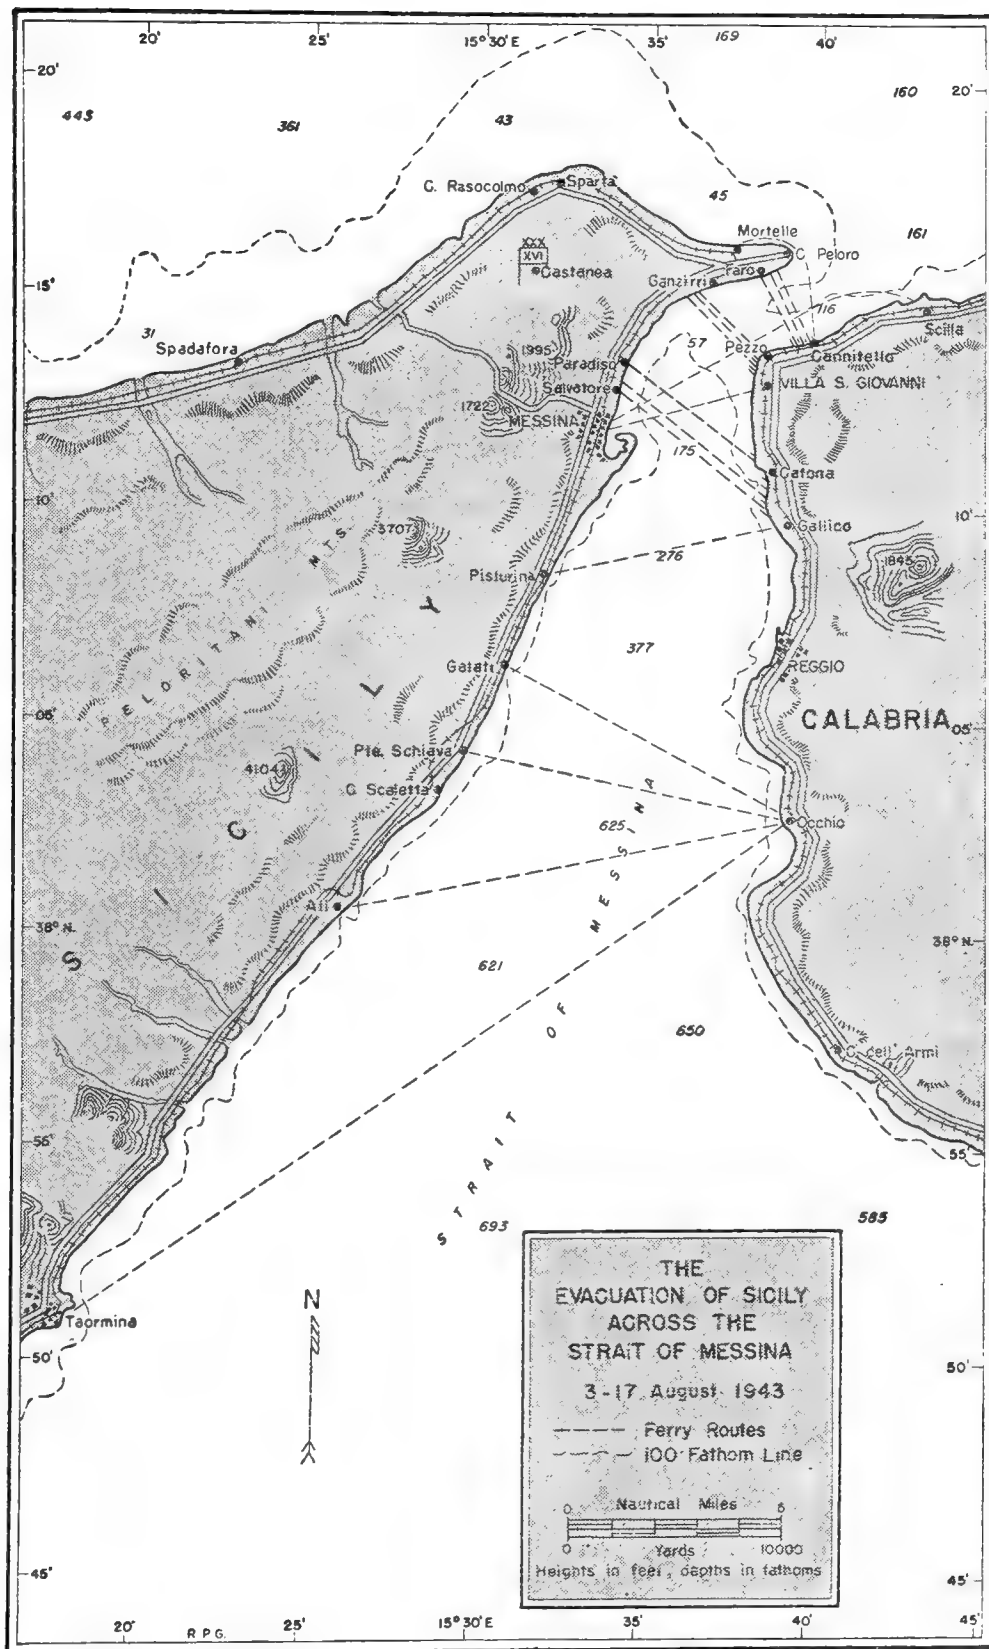 20' 25' 15°30'E 35' 169 40'
20' 20'
443 361 43 160
C. Rasocolmo Sparta
45
Mortelle
161
XXX
XVI
Castanea
C. Peloro
Ganzirri Faro
15' 15'
116
Scilla
31
Spadafora
1995
Paradiso
57
Pezzo
Cannitello
Salvatore
VILLA S. GIOVANNI
1722
MESSINA
175
Catona
10' 10'
3707
Gallico
276
1845
Pisturina
PELORITANI MTS.
377
Galati
REGGIO
CALABRIA
05' 05'
Pte. Schiava
4104
C. Scaletta
625
Occhio
SICILY
Ali
38° N. 38° N.
621
650
STRAIT OF MESSINA
C. dell' Armi
55' 55'
693
585
Taormina
N
50' 50'
THE
EVACUATION OF SICILY
ACROSS THE
STRAIT OF MESSINA
3-17 August 1943
Ferry Routes
100 Fathom Line
0 Nautical Miles 5
0 Yards 10000
Heights in feet, depths in fathoms
45' 45'
20' 25' 15°30'E 35' 40'
R.P.G.